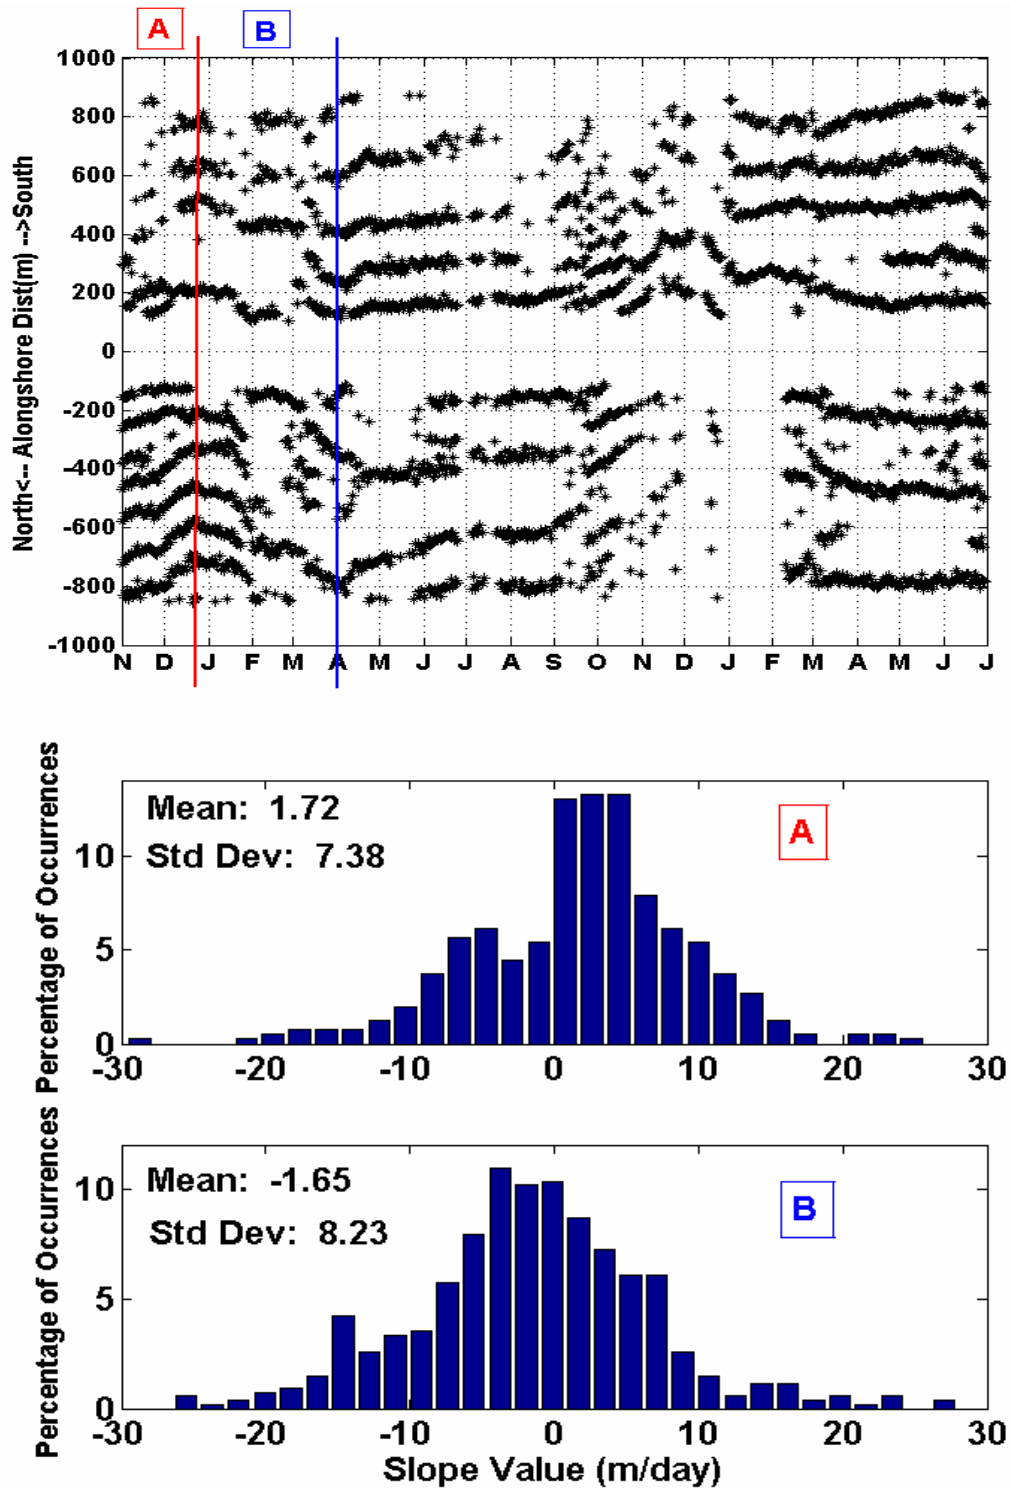 A B
1000
800
600
400
200
0
-200
-400
-600
-800
-1000
North<-- Alongshore Dist(m) -->South
N D J F M A M J J A S O N D J F M A M J J
Mean: 1.72
Std Dev: 7.38
A
10
5
0
Percentage of Occurrences
-30 -20 -10 0 10 20 30
Mean: -1.65
Std Dev: 8.23
B
10
5
0
Percentage of Occurrences
-30 -20 -10 0 10 20 30
Slope Value (m/day)